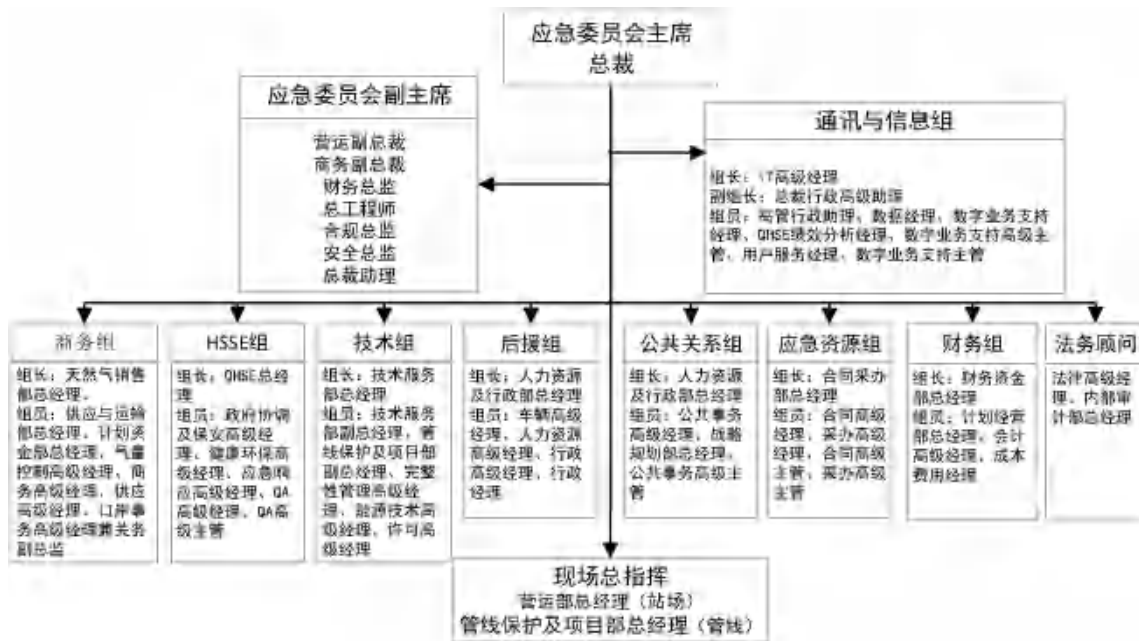 应急委员会主席
总裁
应急委员会副主席
营运副总裁
商务副总裁
财务总监
总工程师
合规总监
安全总监
总裁助理
通讯与信息组
组长：IT高级经理
副组长：总裁行政高级助理
组员：高管行政助理、数据经理、数字业务支持
经理、QHSE绩效分析经理、数字业务支持高级主
管、用户服务经理、数字业务支持主管
商务组
组长：天然气销售
部总经理、
组员：供应与运输
部总经理、计划资
金部总经理、气量
控制高级经理、商
务高级经理、供应
高级经理、口岸事
务高级经理兼关务
副总监
HSSE组
组长：QHSE总经
理
组员：政府协调
及保安高级经
理、健康环保高
级经理、应急响
应高级经理、QA
高级经理、QA高
级主管
技术组
组长：技术服务
部总经理
组员：技术服务
部副总经理、管
线保护及项目部
副总经理、完整
性管理高级经
理、能源技术高
级经理、许可高
级经理
后援组
组长：人力资源
及行政部总经理
组员：车辆高级
经理、人力资源
高级经理、行政
高级经理、行政
经理
公共关系组
组长：人力资源
及行政部总经理
组员：公共事务
高级经理、战略
规划部总经理、
公共事务高级主
管
应急资源组
组长：合同采办
部总经理
组员：合同高级
经理、采办高级
经理、合同高级
主管、采办高级
主管
财务组
组长：财务资金
部总经理
组员：计划经营
部总经理、会计
高级经理、成本
费用经理
法务顾问
法律高级经
理、内部审
计部总经理
现场总指挥
营运部总经理（站场）
管线保护及项目部总经理（管线）